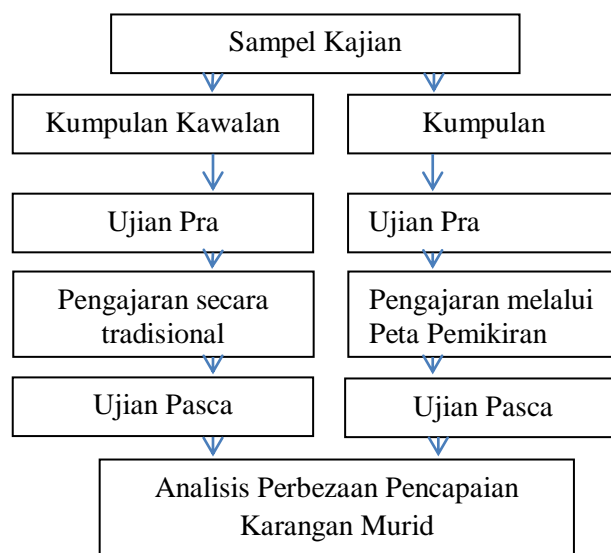 Sampel Kajian
Kumpulan Kawalan
Kumpulan
Ujian Pra
Ujian Pra
Pengajaran secara
tradisional
Pengajaran melalui
Peta Pemikiran
Ujian Pasca
Ujian Pasca
Analisis Perbezaan Pencapaian
Karangan Murid